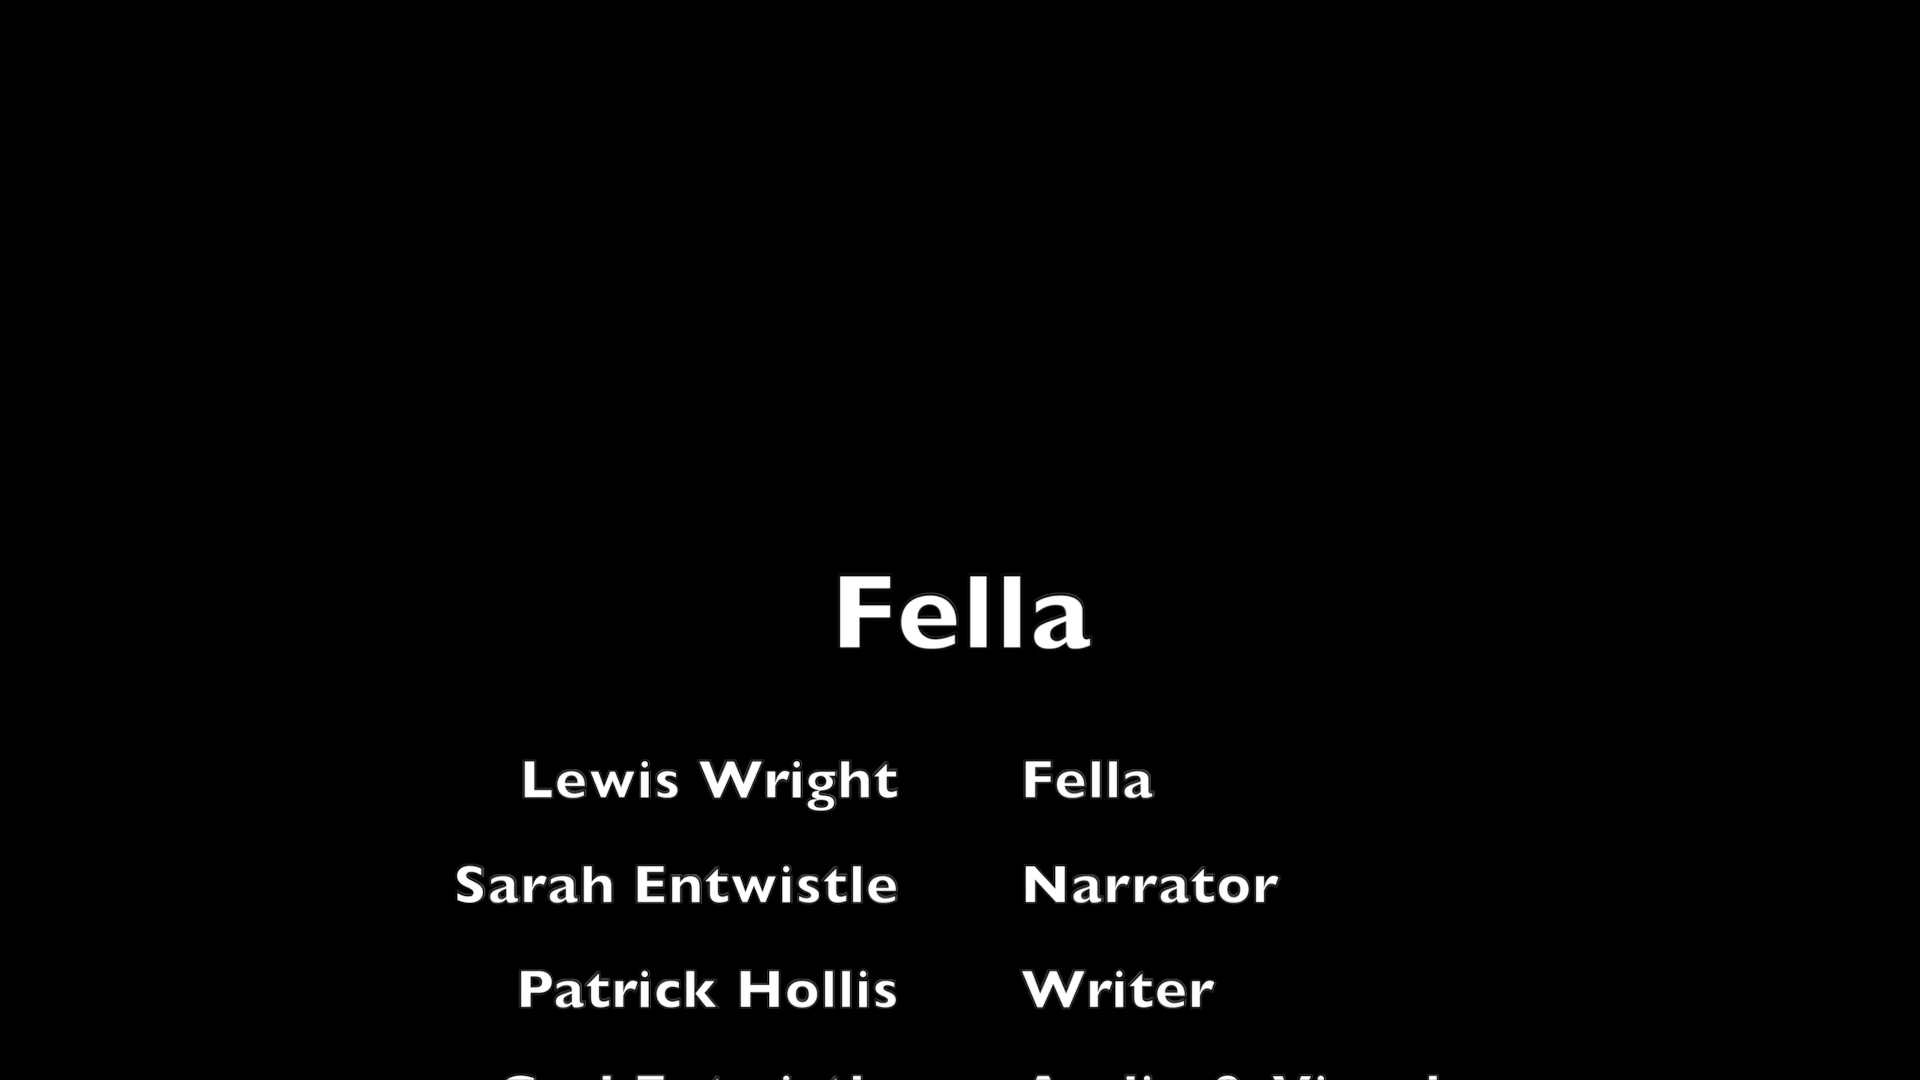 Fella
Lewis Wright Fella
Sarah Entwistle Narrator
Patrick Hollis Writer